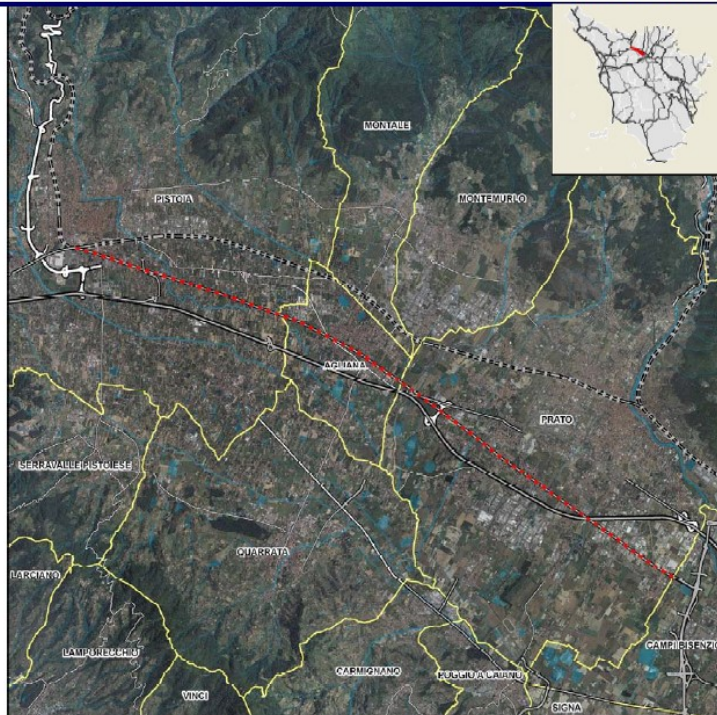 MONTALE
PISTOIA
MONTEMURLO
AGLIANA
PRATO
SERRAVALLE PISTOIESE
QUARRATA
LARCIANO
LAMPORECCHIO
CAMPI BISENZIO
CARMIGNANO
POGGIO A CAIANO
VINCI
SIGNA